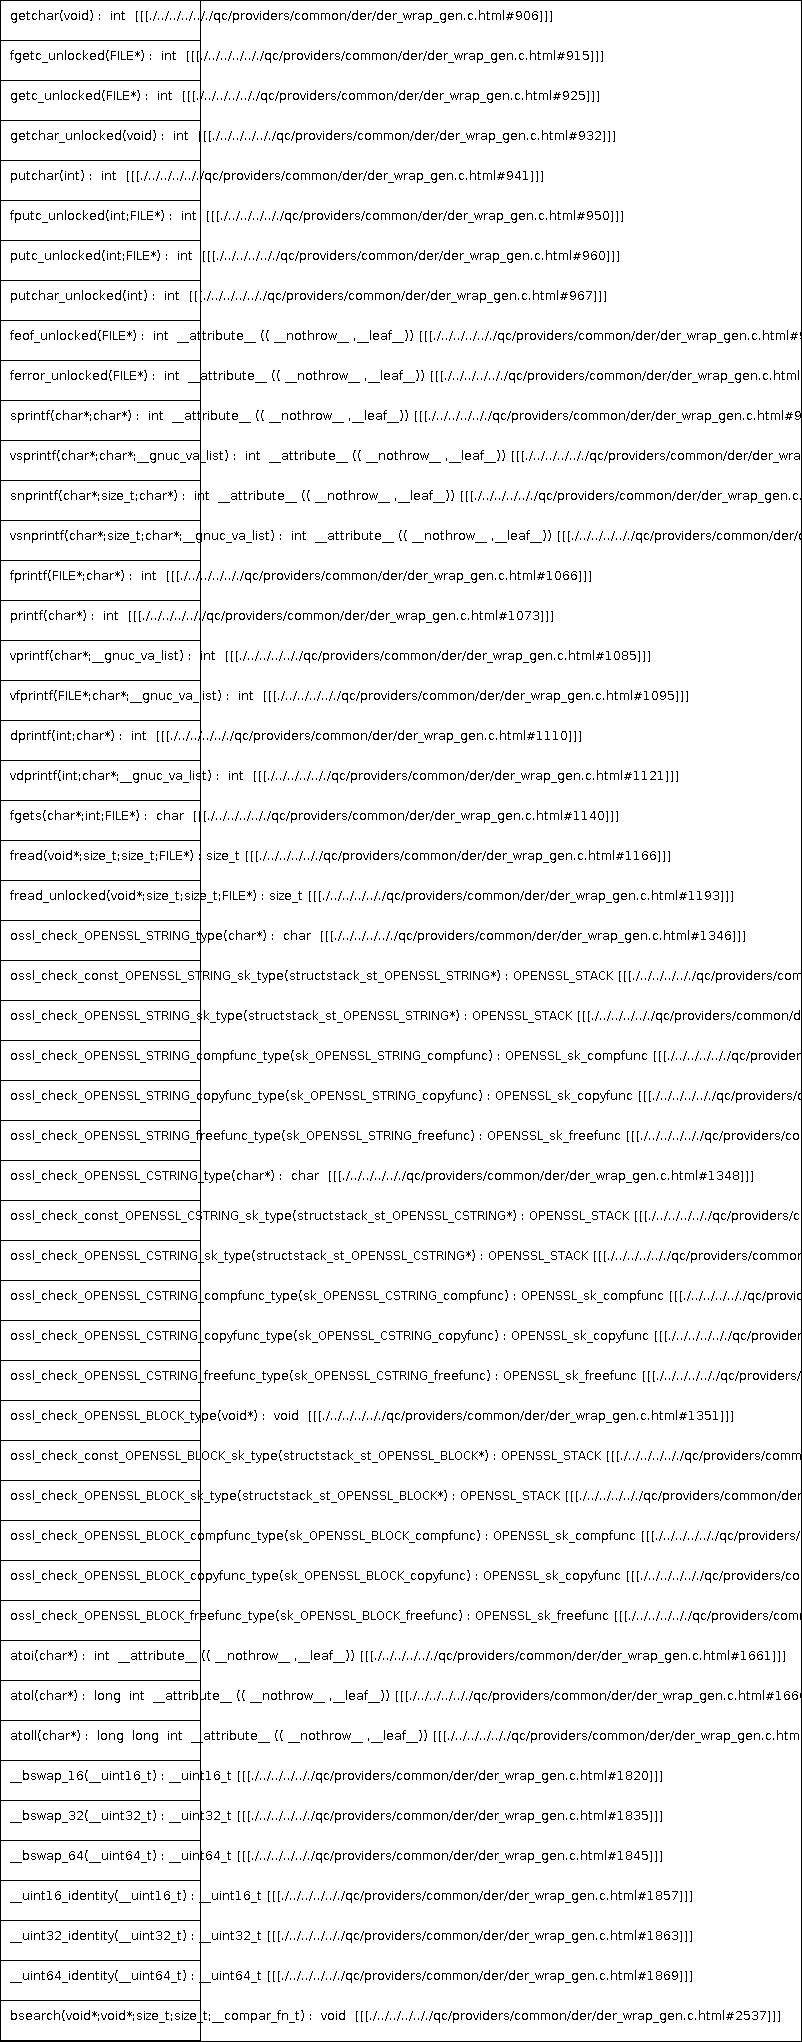 getchar(void) : int [[[./../../../../../qc/providers/common/der/der_wrap_gen.c.html#906]]]
fgetc_unlocked(FILE*) : int [[[./../../../../../qc/providers/common/der/der_wrap_gen.c.html#915]]]
getc_unlocked(FILE*) : int [[[./../../../../../qc/providers/common/der/der_wrap_gen.c.html#925]]]
getchar_unlocked(void) : int [[[./../../../../../qc/providers/common/der/der_wrap_gen.c.html#932]]]
putchar(int) : int [[[./../../../../../qc/providers/common/der/der_wrap_gen.c.html#941]]]
fputc_unlocked(int;FILE*) : int [[[./../../../../../qc/providers/common/der/der_wrap_gen.c.html#950]]]
putc_unlocked(int;FILE*) : int [[[./../../../../../qc/providers/common/der/der_wrap_gen.c.html#960]]]
putchar_unlocked(int) : int [[[./../../../../../qc/providers/common/der/der_wrap_gen.c.html#967]]]
feof_unlocked(FILE*) : int __attribute__ (( __nothrow__ ,__leaf__)) [[[./../../../../../qc/providers/common/der/der_wrap_gen.c.html#9
ferror_unlocked(FILE*) : int __attribute__ (( __nothrow__ ,__leaf__)) [[[./../../../../../qc/providers/common/der/der_wrap_gen.c.html
sprintf(char*;char*) : int __attribute__ (( __nothrow__ ,__leaf__)) [[[./../../../../../qc/providers/common/der/der_wrap_gen.c.html#9
vsprintf(char*;char*;__gnuc_va_list) : int __attribute__ (( __nothrow__ ,__leaf__)) [[[./../../../../../qc/providers/common/der/der_wra
snprintf(char*;size_t;char*) : int __attribute__ (( __nothrow__ ,__leaf__)) [[[./../../../../../qc/providers/common/der/der_wrap_gen.c.
vsnprintf(char*;size_t;char*;__gnuc_va_list) : int __attribute__ (( __nothrow__ ,__leaf__)) [[[./../../../../../qc/providers/common/der/d
fprintf(FILE*;char*) : int [[[./../../../../../qc/providers/common/der/der_wrap_gen.c.html#1066]]]
printf(char*) : int [[[./../../../../../qc/providers/common/der/der_wrap_gen.c.html#1073]]]
vprintf(char*;__gnuc_va_list) : int [[[./../../../../../qc/providers/common/der/der_wrap_gen.c.html#1085]]]
vfprintf(FILE*;char*;__gnuc_va_list) : int [[[./../../../../../qc/providers/common/der/der_wrap_gen.c.html#1095]]]
dprintf(int;char*) : int [[[./../../../../../qc/providers/common/der/der_wrap_gen.c.html#1110]]]
vdprintf(int;char*;__gnuc_va_list) : int [[[./../../../../../qc/providers/common/der/der_wrap_gen.c.html#1121]]]
fgets(char*;int;FILE*) : char [[[./../../../../../qc/providers/common/der/der_wrap_gen.c.html#1140]]]
fread(void*;size_t;size_t;FILE*) : size_t [[[./../../../../../qc/providers/common/der/der_wrap_gen.c.html#1166]]]
fread_unlocked(void*;size_t;size_t;FILE*) : size_t [[[./../../../../../qc/providers/common/der/der_wrap_gen.c.html#1193]]]
ossl_check_OPENSSL_STRING_type(char*) : char [[[./../../../../../qc/providers/common/der/der_wrap_gen.c.html#1346]]]
ossl_check_const_OPENSSL_STRING_sk_type(structstack_st_OPENSSL_STRING*) : OPENSSL_STACK [[[./../../../../../qc/providers/com
ossl_check_OPENSSL_STRING_sk_type(structstack_st_OPENSSL_STRING*) : OPENSSL_STACK [[[./../../../../../qc/providers/common/d
ossl_check_OPENSSL_STRING_compfunc_type(sk_OPENSSL_STRING_compfunc) : OPENSSL_sk_compfunc [[[./../../../../../qc/provider
ossl_check_OPENSSL_STRING_copyfunc_type(sk_OPENSSL_STRING_copyfunc) : OPENSSL_sk_copyfunc [[[./../../../../../qc/providers/c
ossl_check_OPENSSL_STRING_freefunc_type(sk_OPENSSL_STRING_freefunc) : OPENSSL_sk_freefunc [[[./../../../../../qc/providers/co
ossl_check_OPENSSL_CSTRING_type(char*) : char [[[./../../../../../qc/providers/common/der/der_wrap_gen.c.html#1348]]]
ossl_check_const_OPENSSL_CSTRING_sk_type(structstack_st_OPENSSL_CSTRING*) : OPENSSL_STACK [[[./../../../../../qc/providers/c
ossl_check_OPENSSL_CSTRING_sk_type(structstack_st_OPENSSL_CSTRING*) : OPENSSL_STACK [[[./../../../../../qc/providers/common
ossl_check_OPENSSL_CSTRING_compfunc_type(sk_OPENSSL_CSTRING_compfunc) : OPENSSL_sk_compfunc [[[./../../../../../qc/provid
ossl_check_OPENSSL_CSTRING_copyfunc_type(sk_OPENSSL_CSTRING_copyfunc) : OPENSSL_sk_copyfunc [[[./../../../../../qc/provider
ossl_check_OPENSSL_CSTRING_freefunc_type(sk_OPENSSL_CSTRING_freefunc) : OPENSSL_sk_freefunc [[[./../../../../../qc/providers/
ossl_check_OPENSSL_BLOCK_type(void*) : void [[[./../../../../../qc/providers/common/der/der_wrap_gen.c.html#1351]]]
ossl_check_const_OPENSSL_BLOCK_sk_type(structstack_st_OPENSSL_BLOCK*) : OPENSSL_STACK [[[./../../../../../qc/providers/comm
ossl_check_OPENSSL_BLOCK_sk_type(structstack_st_OPENSSL_BLOCK*) : OPENSSL_STACK [[[./../../../../../qc/providers/common/der
ossl_check_OPENSSL_BLOCK_compfunc_type(sk_OPENSSL_BLOCK_compfunc) : OPENSSL_sk_compfunc [[[./../../../../../qc/providers/
ossl_check_OPENSSL_BLOCK_copyfunc_type(sk_OPENSSL_BLOCK_copyfunc) : OPENSSL_sk_copyfunc [[[./../../../../../qc/providers/co
ossl_check_OPENSSL_BLOCK_freefunc_type(sk_OPENSSL_BLOCK_freefunc) : OPENSSL_sk_freefunc [[[./../../../../../qc/providers/com
atoi(char*) : int __attribute__ (( __nothrow__ ,__leaf__)) [[[./../../../../../qc/providers/common/der/der_wrap_gen.c.html#1661]]]
atol(char*) : long int __attribute__ (( __nothrow__ ,__leaf__)) [[[./../../../../../qc/providers/common/der/der_wrap_gen.c.html#166
atoll(char*) : long long int __attribute__ (( __nothrow__ ,__leaf__)) [[[./../../../../../qc/providers/common/der/der_wrap_gen.c.htm
__bswap_16(__uint16_t) : __uint16_t [[[./../../../../../qc/providers/common/der/der_wrap_gen.c.html#1820]]]
__bswap_32(__uint32_t) : __uint32_t [[[./../../../../../qc/providers/common/der/der_wrap_gen.c.html#1835]]]
__bswap_64(__uint64_t) : __uint64_t [[[./../../../../../qc/providers/common/der/der_wrap_gen.c.html#1845]]]
__uint16_identity(__uint16_t) : __uint16_t [[[./../../../../../qc/providers/common/der/der_wrap_gen.c.html#1857]]]
__uint32_identity(__uint32_t) : __uint32_t [[[./../../../../../qc/providers/common/der/der_wrap_gen.c.html#1863]]]
__uint64_identity(__uint64_t) : __uint64_t [[[./../../../../../qc/providers/common/der/der_wrap_gen.c.html#1869]]]
bsearch(void*;void*;size_t;size_t;__compar_fn_t) : void [[[./../../../../../qc/providers/common/der/der_wrap_gen.c.html#2537]]]